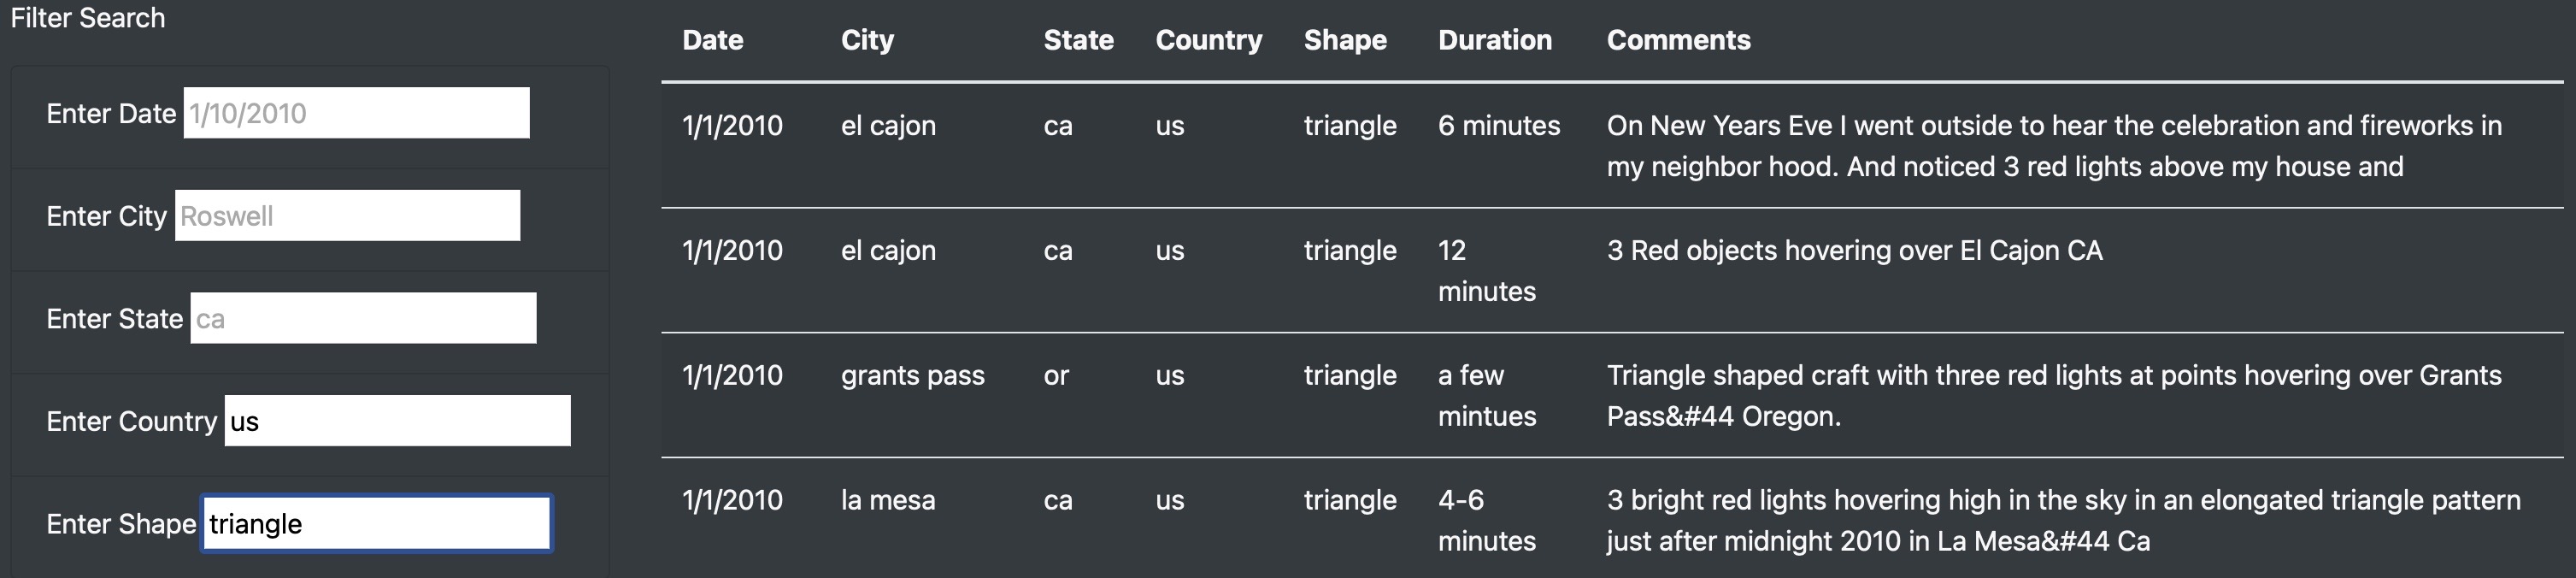 Filter Search
Enter Date 1/10/2010
Enter City Roswell
Enter State ca
Enter Country us
Enter Shape triangle
Date City State Country Shape Duration Comments
1/1/2010 el cajon ca us triangle 6 minutes On New Years Eve I went outside to hear the celebration and fireworks in
my neighbor hood. And noticed 3 red lights above my house and
1/1/2010 el cajon ca us triangle 12 3 Red objects hovering over El Cajon CA
minutes
1/1/2010 grants pass or us triangle a few Triangle shaped craft with three red lights at points hovering over Grants
mintues Pass&#44 Oregon.
1/1/2010 la mesa ca us triangle 4-6 3 bright red lights hovering high in the sky in an elongated triangle pattern
minutes just after midnight 2010 in La Mesa&#44 Ca